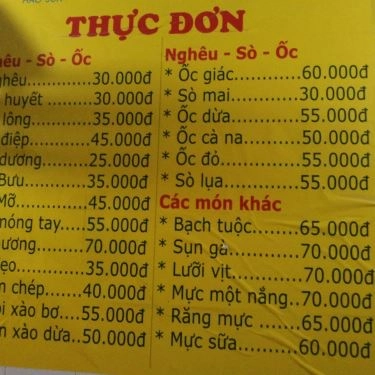 THỰC ĐƠN
Sò - Ốc
30.000đ
huyết 30.000đ
lông 35.000đ
điệp 45.000đ
dương 25.000đ
Bưu 35.000đ
Mỡ 45.000đ
nóng tay 55.000đ
70.000đ
35.000đ
chép 40.000đ
xào bơ 55.000đ
xào dừa 50.000đ
Nghêu - Sò - Ốc
* Ốc giác 60.000đ
* Sò mai 30.000đ
* Ốc dừa 55.000đ
* Ốc cà na 50.000đ
* Ốc đỏ 55.000đ
* Sò lụa 55.000đ
Các món khác
* Bạch tuộc 65.000đ
* Sụn gà 70.000đ
* Lưỡi vịt 70.000đ
* Mực một nắng 70.000đ
* Răng mực 65.000đ
* Mực sữa 60.000đ